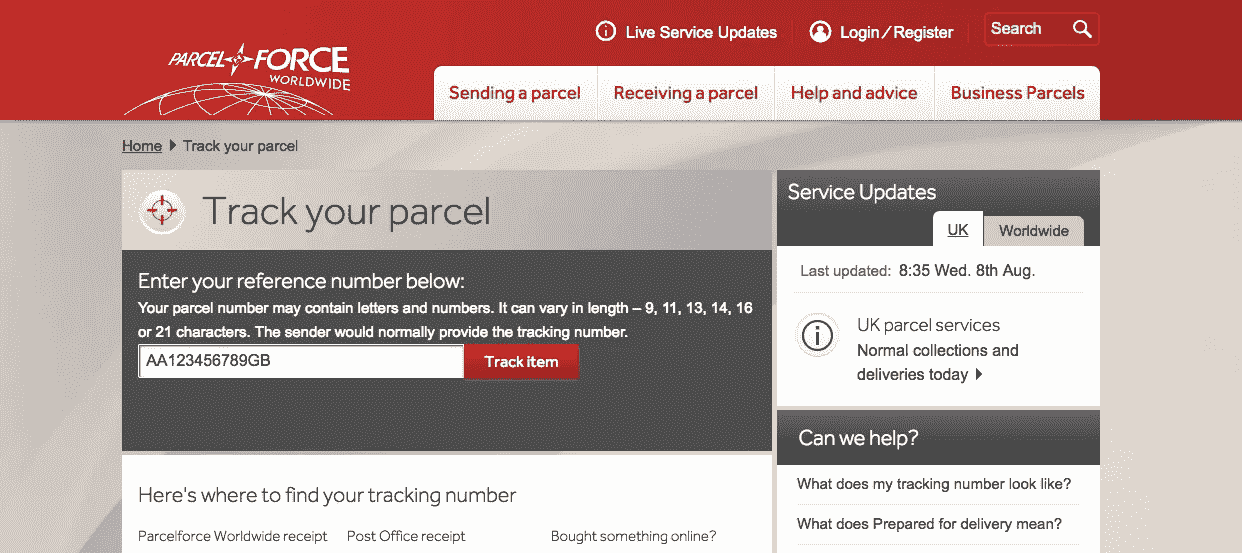 Live Service Updates
Login/Register
Search
PARCEL FORCE
WORLDWIDE
Sending a parcel
Receiving a parcel
Help and advice
Business Parcels
Home Track your parcel
Track your parcel
Enter your reference number below:
Your parcel number may contain letters and numbers. It can vary in length – 9, 11, 13, 14, 16
or 21 characters. The sender would normally provide the tracking number.
AA123456789GB
Track item
Here's where to find your tracking number
Parcelforce Worldwide receipt
Post Office receipt
Bought something online?
Service Updates
UK
Worldwide
Last updated: 8:35 Wed. 8th Aug.
UK parcel services
Normal collections and
deliveries today
Can we help?
What does my tracking number look like?
What does Prepared for delivery mean?